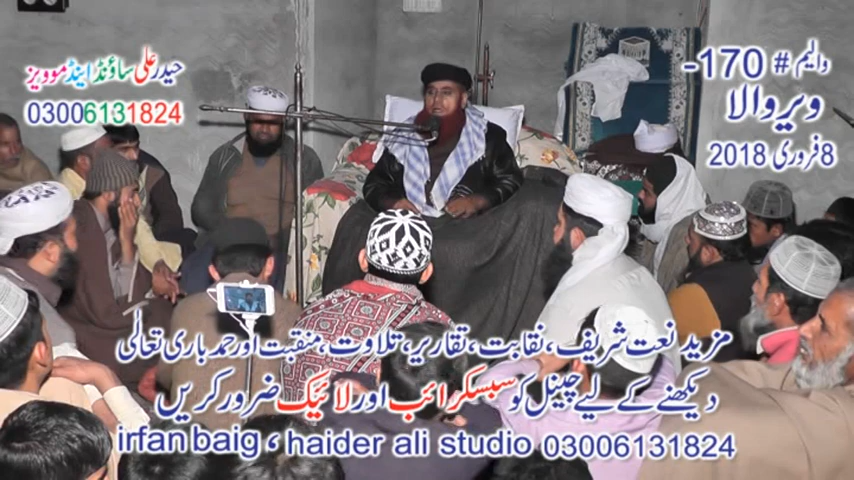 حیدر علی ساؤنڈ اینڈ موویز
03006131824
والیم # 170-
ویروالا
8 فروری 2018
مزید نعت شریف، نقابت، تقاریر، تلاوت، منقبت اور حمد باری تعالٰی
دیکھنے کے لیے چینل کو سبسکرائب اور لائیک ضرور کریں
irfan baig، haider ali studio 03006131824